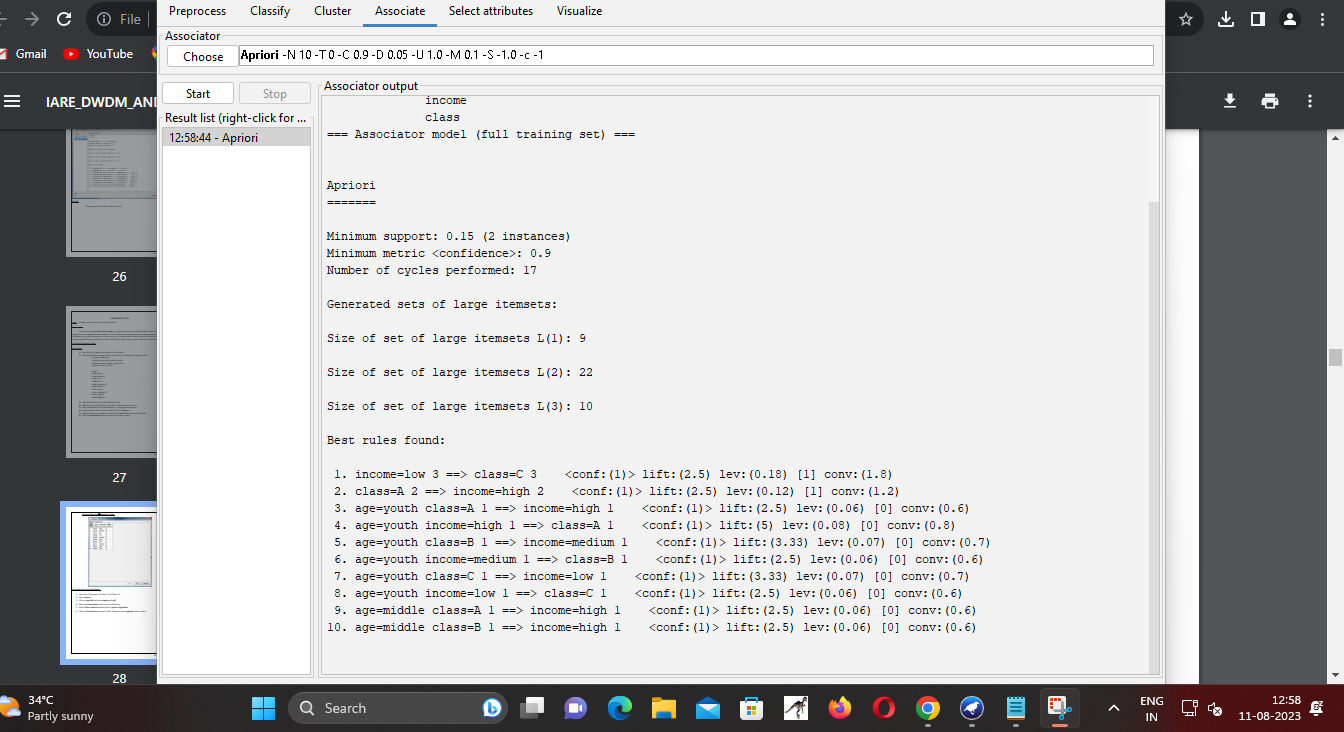 Preprocess Classify Cluster Associate Select attributes Visualize
File
Associator
Choose Apriori -N 10 -T 0 -C 0.9 -D 0.05 -U 1.0 -M 0.1 -S -1.0 -c -1
Gmail YouTube
Start Stop
IARE_DWDM_AND
Result list (right-click for ...
12:58:44 - Apriori
Associator output
income
class
=== Associator model (full training set) ===
Apriori
=======
Minimum support: 0.15 (2 instances)
Minimum metric <confidence>: 0.9
Number of cycles performed: 17
Generated sets of large itemsets:
Size of set of large itemsets L(1): 9
Size of set of large itemsets L(2): 22
Size of set of large itemsets L(3): 10
Best rules found:
1. income=low 3 ==> class=C 3 <conf:(1)> lift:(2.5) lev:(0.18) [1] conv:(1.8)
2. class=A 2 ==> income=high 2 <conf:(1)> lift:(2.5) lev:(0.12) [1] conv:(1.2)
3. age=youth class=A 1 ==> income=high 1 <conf:(1)> lift:(2.5) lev:(0.06) [0] conv:(0.6)
4. age=youth income=high 1 ==> class=A 1 <conf:(1)> lift:(5) lev:(0.08) [0] conv:(0.8)
5. age=youth class=B 1 ==> income=medium 1 <conf:(1)> lift:(3.33) lev:(0.07) [0] conv:(0.7)
6. age=youth income=medium 1 ==> class=B 1 <conf:(1)> lift:(2.5) lev:(0.06) [0] conv:(0.6)
7. age=youth class=C 1 ==> income=low 1 <conf:(1)> lift:(3.33) lev:(0.07) [0] conv:(0.7)
8. age=youth income=low 1 ==> class=C 1 <conf:(1)> lift:(2.5) lev:(0.06) [0] conv:(0.6)
9. age=middle class=A 1 ==> income=high 1 <conf:(1)> lift:(2.5) lev:(0.06) [0] conv:(0.6)
10. age=middle class=B 1 ==> income=high 1 <conf:(1)> lift:(2.5) lev:(0.06) [0] conv:(0.6)
26
27
28
34°C
Partly sunny
Search
ENG
IN
12:58
11-08-2023